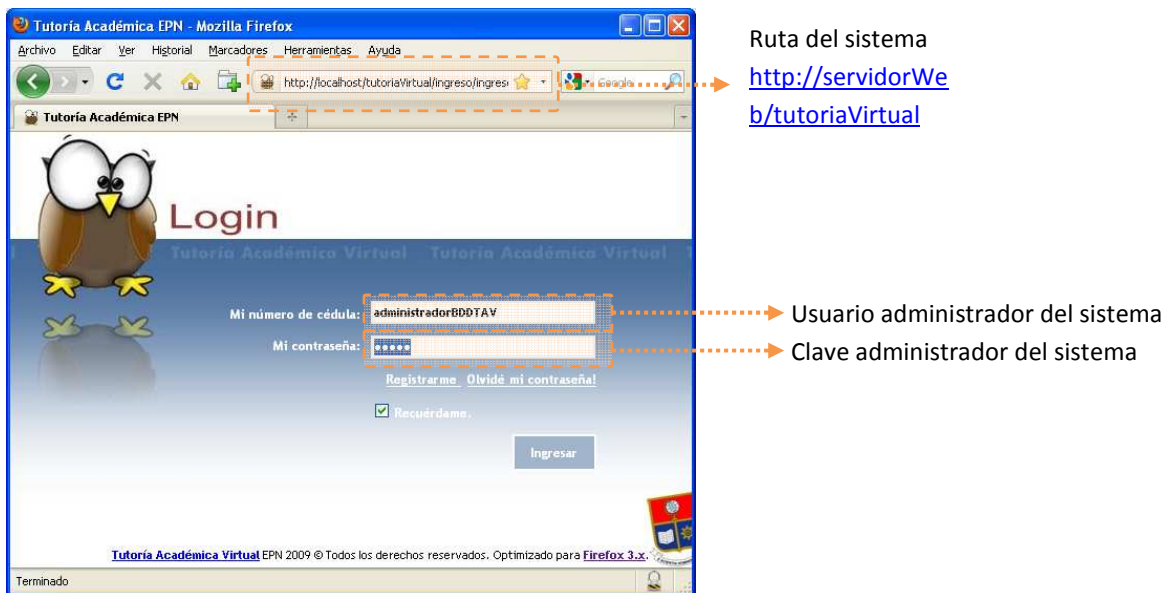 Tutoría Académica EPN - Mozilla Firefox
Archivo Editar Ver Historial Marcadores Herramientas Ayuda
http://localhost/tutoriaVirtual/ingreso/ingres
Google
Tutoría Académica EPN
Login
Tutoría Académica Virtual Tutoría Académica Virtual
Mi número de cédula: administradorBDDTAV
Mi contraseña: •••••
Registrarme Olvidé mi contraseña!
Recuérdame.
Ingresar
Tutoría Académica Virtual EPN 2009 © Todos los derechos reservados. Optimizado para Firefox 3.x.
Terminado
Ruta del sistema
http://servidorWe
b/tutoriaVirtual
Usuario administrador del sistema
Clave administrador del sistema